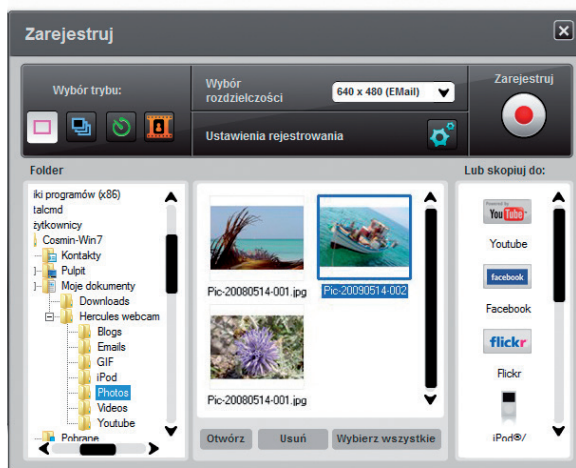 Zarejestruj
Wybór trybu:
Wybór
rozdzielczości
640 x 480 (EMail)
Zarejestruj
Ustawienia rejestrowania
Folder
Lub skopiuj do:
iki programów (x86)
talcmd
żytkownicy
Cosmin-Win7
Kontakty
Pulpit
Moje dokumenty
Downloads
Hercules webcam
Blogs
Emails
GIF
iPod
Photos
Videos
Youtube
Pobrane
Pic-20080514-001.jpg
Pic-20090514-002
Pic-20080514-001.jpg
Otwórz
Usuń
Wybierz wszystkie
Powered by
You Tube
Youtube
facebook
Facebook
flickr
Flickr
iPod®/